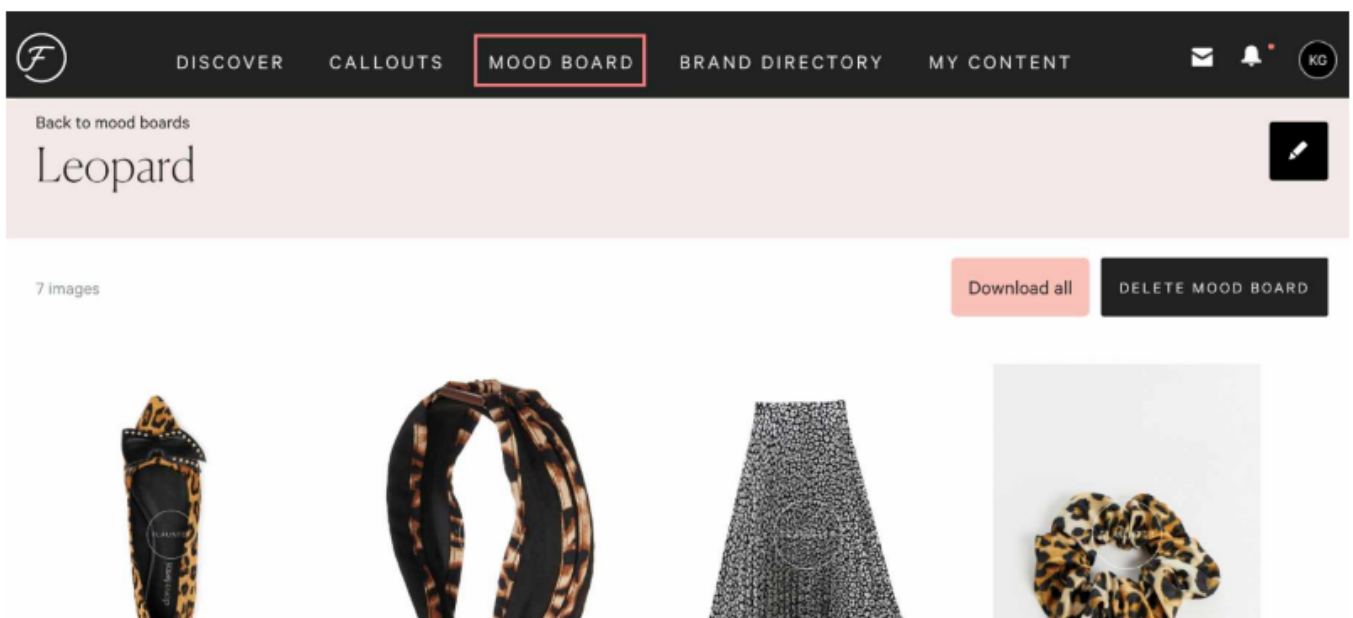 F
DISCOVER CALLOUTS MOOD BOARD BRAND DIRECTORY MY CONTENT KG
Back to mood boards
Leopard
7 images
Download all DELETE MOOD BOARD